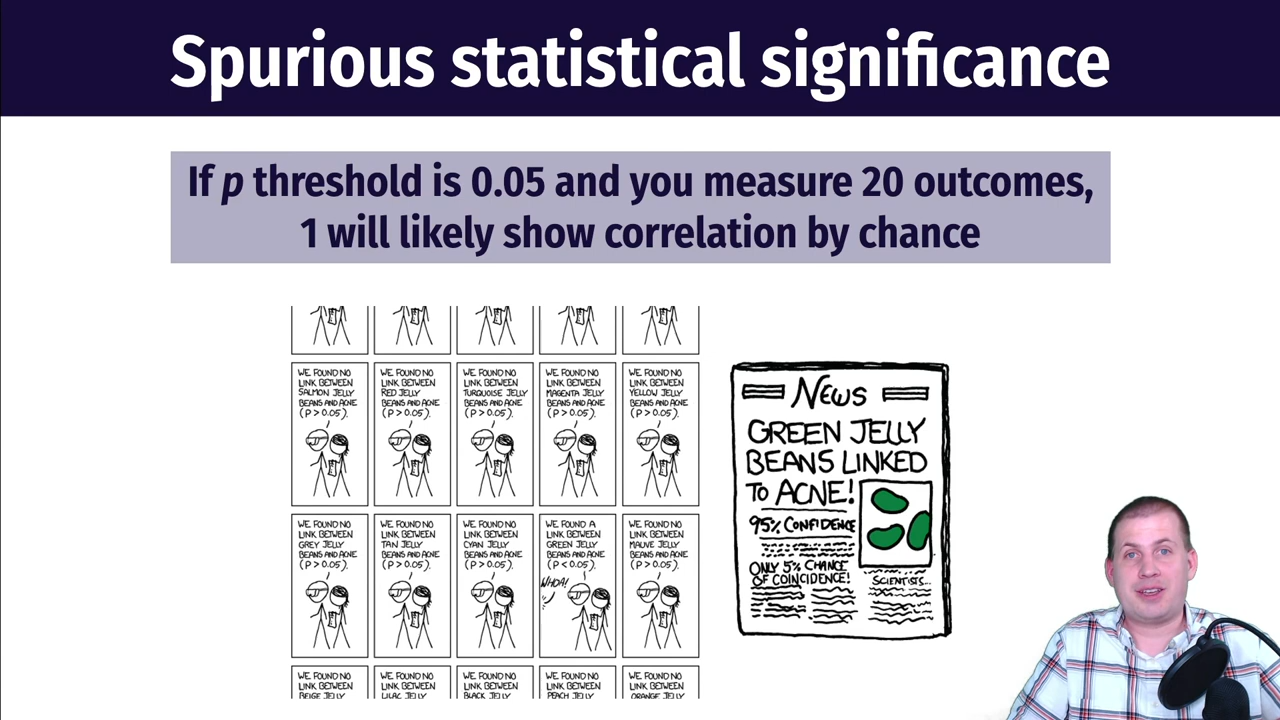 Spurious statistical significance
If p threshold is 0.05 and you measure 20 outcomes,
1 will likely show correlation by chance
WE FOUND NO
LINK BETWEEN
SALMON JELLY
BEANS AND ACNE
(P > 0.05).
WE FOUND NO
LINK BETWEEN
RED JELLY
BEANS AND ACNE
(P > 0.05).
WE FOUND NO
LINK BETWEEN
TURQUOISE JELLY
BEANS AND ACNE
(P > 0.05).
WE FOUND NO
LINK BETWEEN
MAGENTA JELLY
BEANS AND ACNE
(P > 0.05).
WE FOUND NO
LINK BETWEEN
YELLOW JELLY
BEANS AND ACNE
(P > 0.05).
WE FOUND NO
LINK BETWEEN
GREY JELLY
BEANS AND ACNE
(P > 0.05).
WE FOUND NO
LINK BETWEEN
TAN JELLY
BEANS AND ACNE
(P > 0.05).
WE FOUND NO
LINK BETWEEN
CYAN JELLY
BEANS AND ACNE
(P > 0.05).
WE FOUND A
LINK BETWEEN
GREEN JELLY
BEANS AND ACNE
(P < 0.05).
WHOA!
WE FOUND NO
LINK BETWEEN
MAUVE JELLY
BEANS AND ACNE
(P > 0.05).
WE FOUND NO
LINK BETWEEN
BEIGE JELLY
WE FOUND NO
LINK BETWEEN
LILAC JELLY
WE FOUND NO
LINK BETWEEN
BLACK JELLY
WE FOUND NO
LINK BETWEEN
PEACH JELLY
WE FOUND NO
LINK BETWEEN
ORANGE JELLY
NEWS
GREEN JELLY
BEANS LINKED
TO ACNE!
95% CONFIDENCE
ONLY 5% CHANCE
OF COINCIDENCE!
SCIENTISTS...